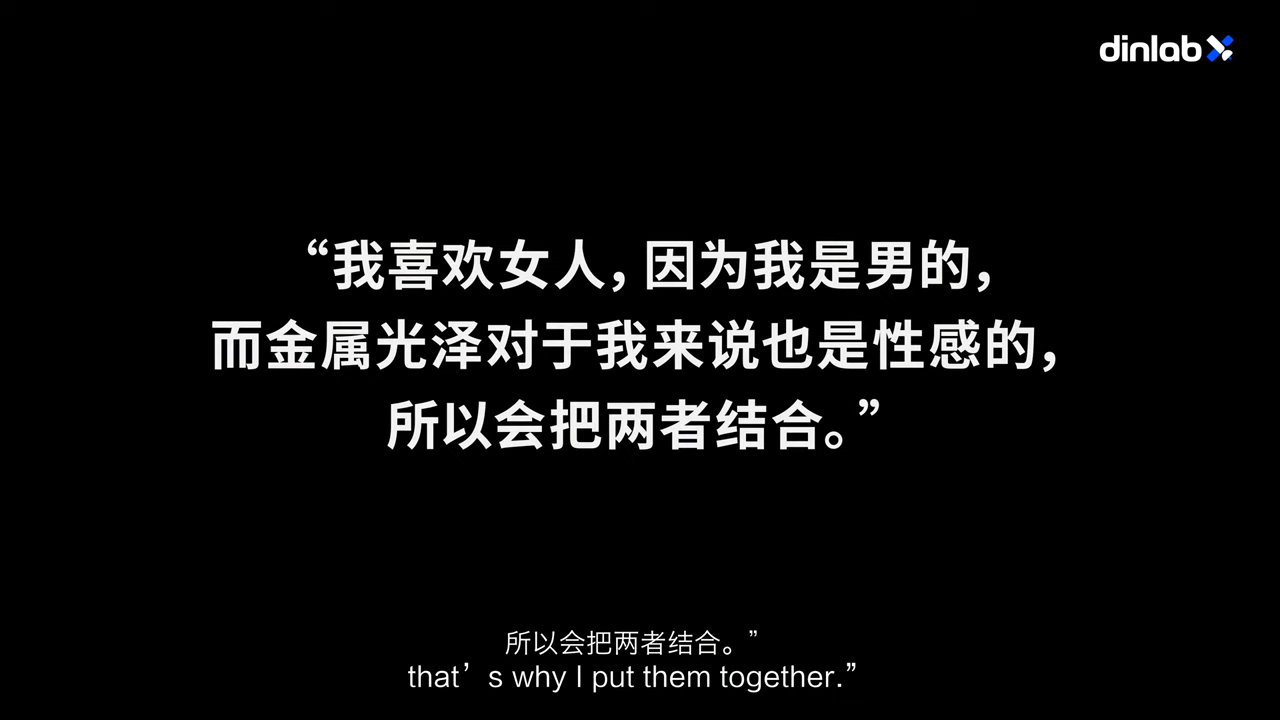 dinlab
“我喜欢女人，因为我是男的，
而金属光泽对于我来说也是性感的，
所以会把两者结合。”
所以会把两者结合。”
that’s why I put them together.”